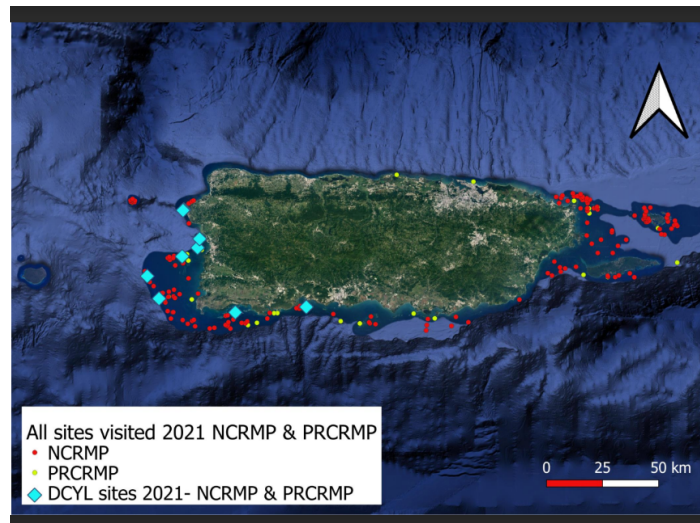 All sites visited 2021 NCRMP & PRCRMP
NCRMP
PRCRMP
DCYL sites 2021- NCRMP & PRCRMP
0 25 50 km